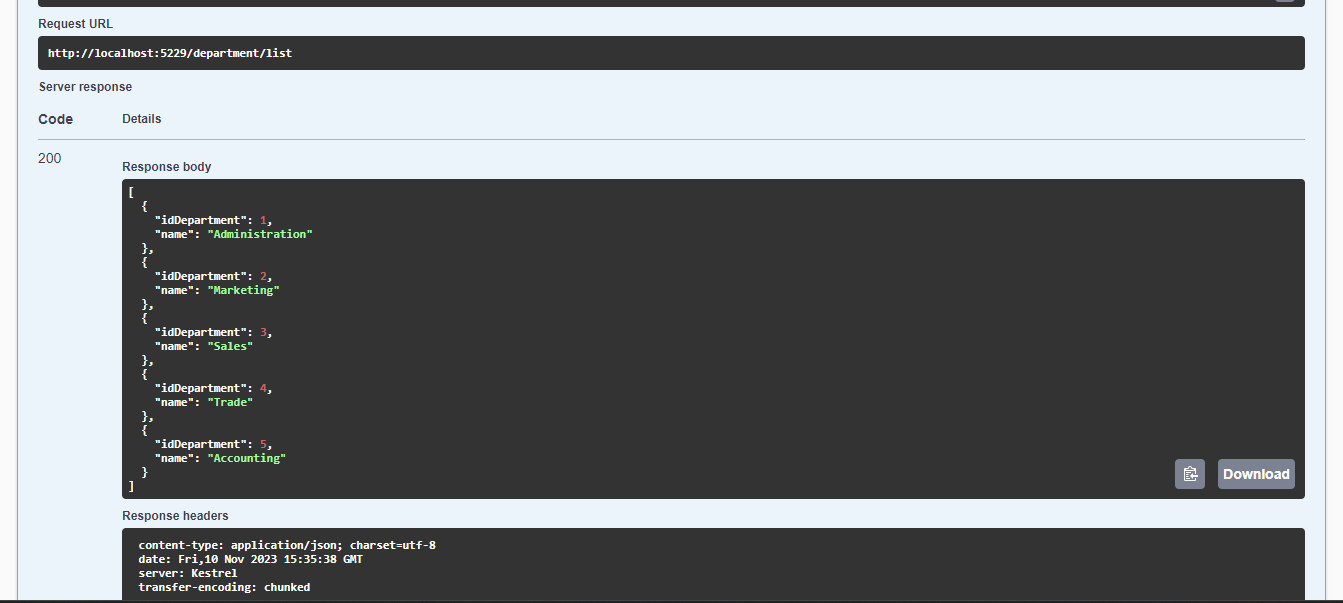 Request URL
http://localhost:5229/department/list
Server response
Code Details
200
Response body
[
  {
    "idDepartment": 1,
    "name": "Administration"
  },
  {
    "idDepartment": 2,
    "name": "Marketing"
  },
  {
    "idDepartment": 3,
    "name": "Sales"
  },
  {
    "idDepartment": 4,
    "name": "Trade"
  },
  {
    "idDepartment": 5,
    "name": "Accounting"
  }
]
Download
Response headers
content-type: application/json; charset=utf-8
date: Fri,10 Nov 2023 15:35:38 GMT
server: Kestrel
transfer-encoding: chunked